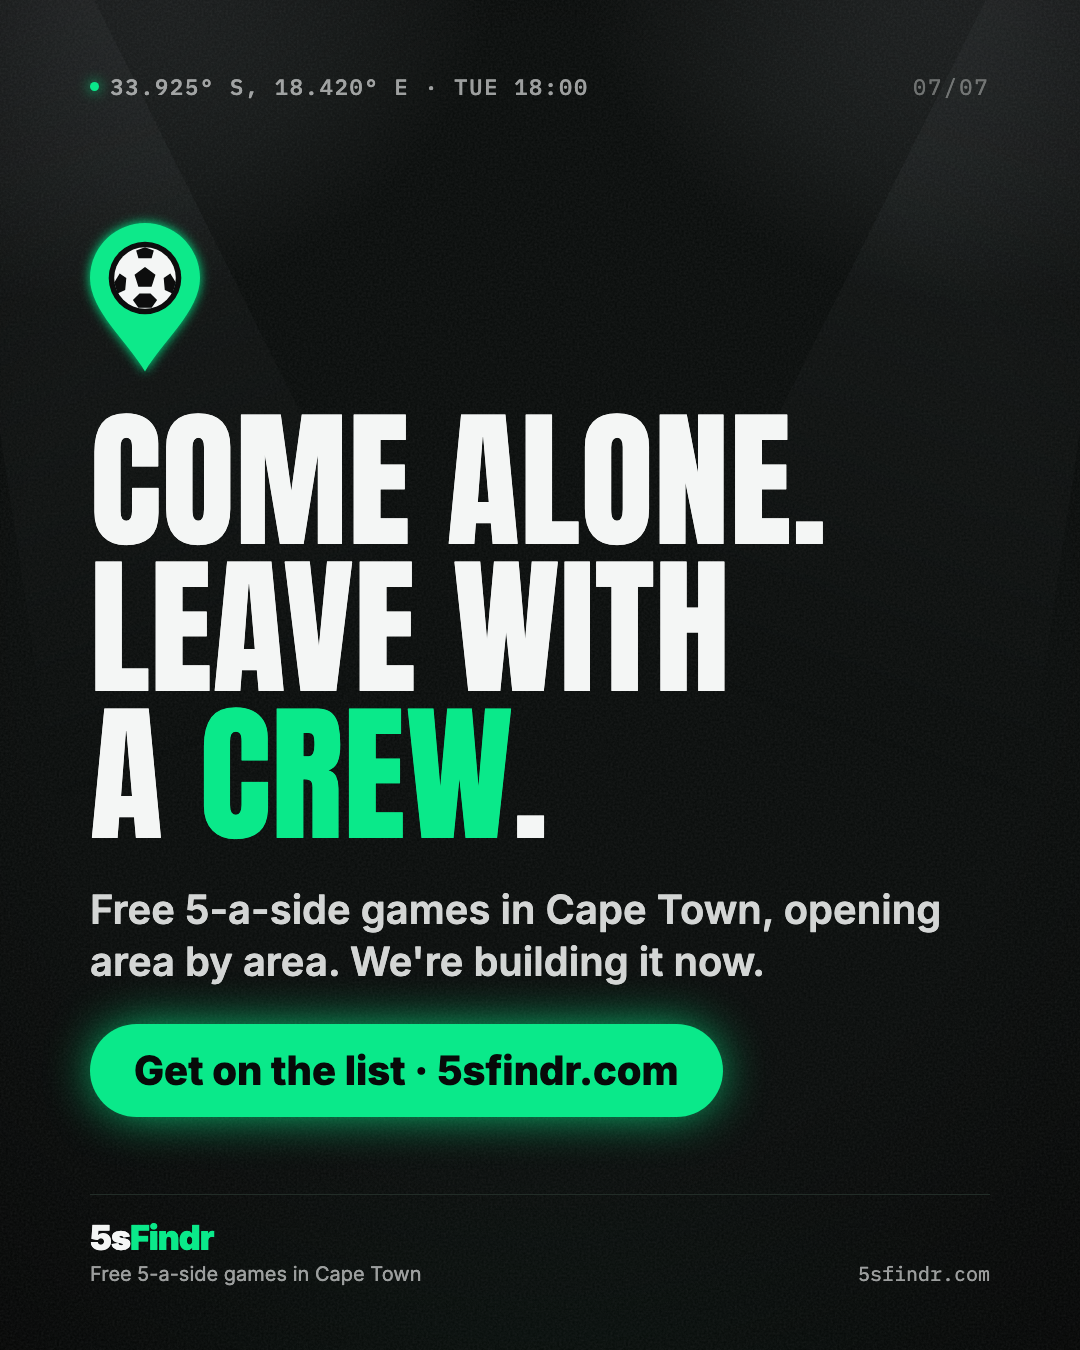 33.925° S, 18.420° E · TUE 18:00
07/07
COME ALONE.
LEAVE WITH
A CREW.
Free 5-a-side games in Cape Town, opening
area by area. We're building it now.
Get on the list · 5sfindr.com
5sFindr
Free 5-a-side games in Cape Town
5sfindr.com